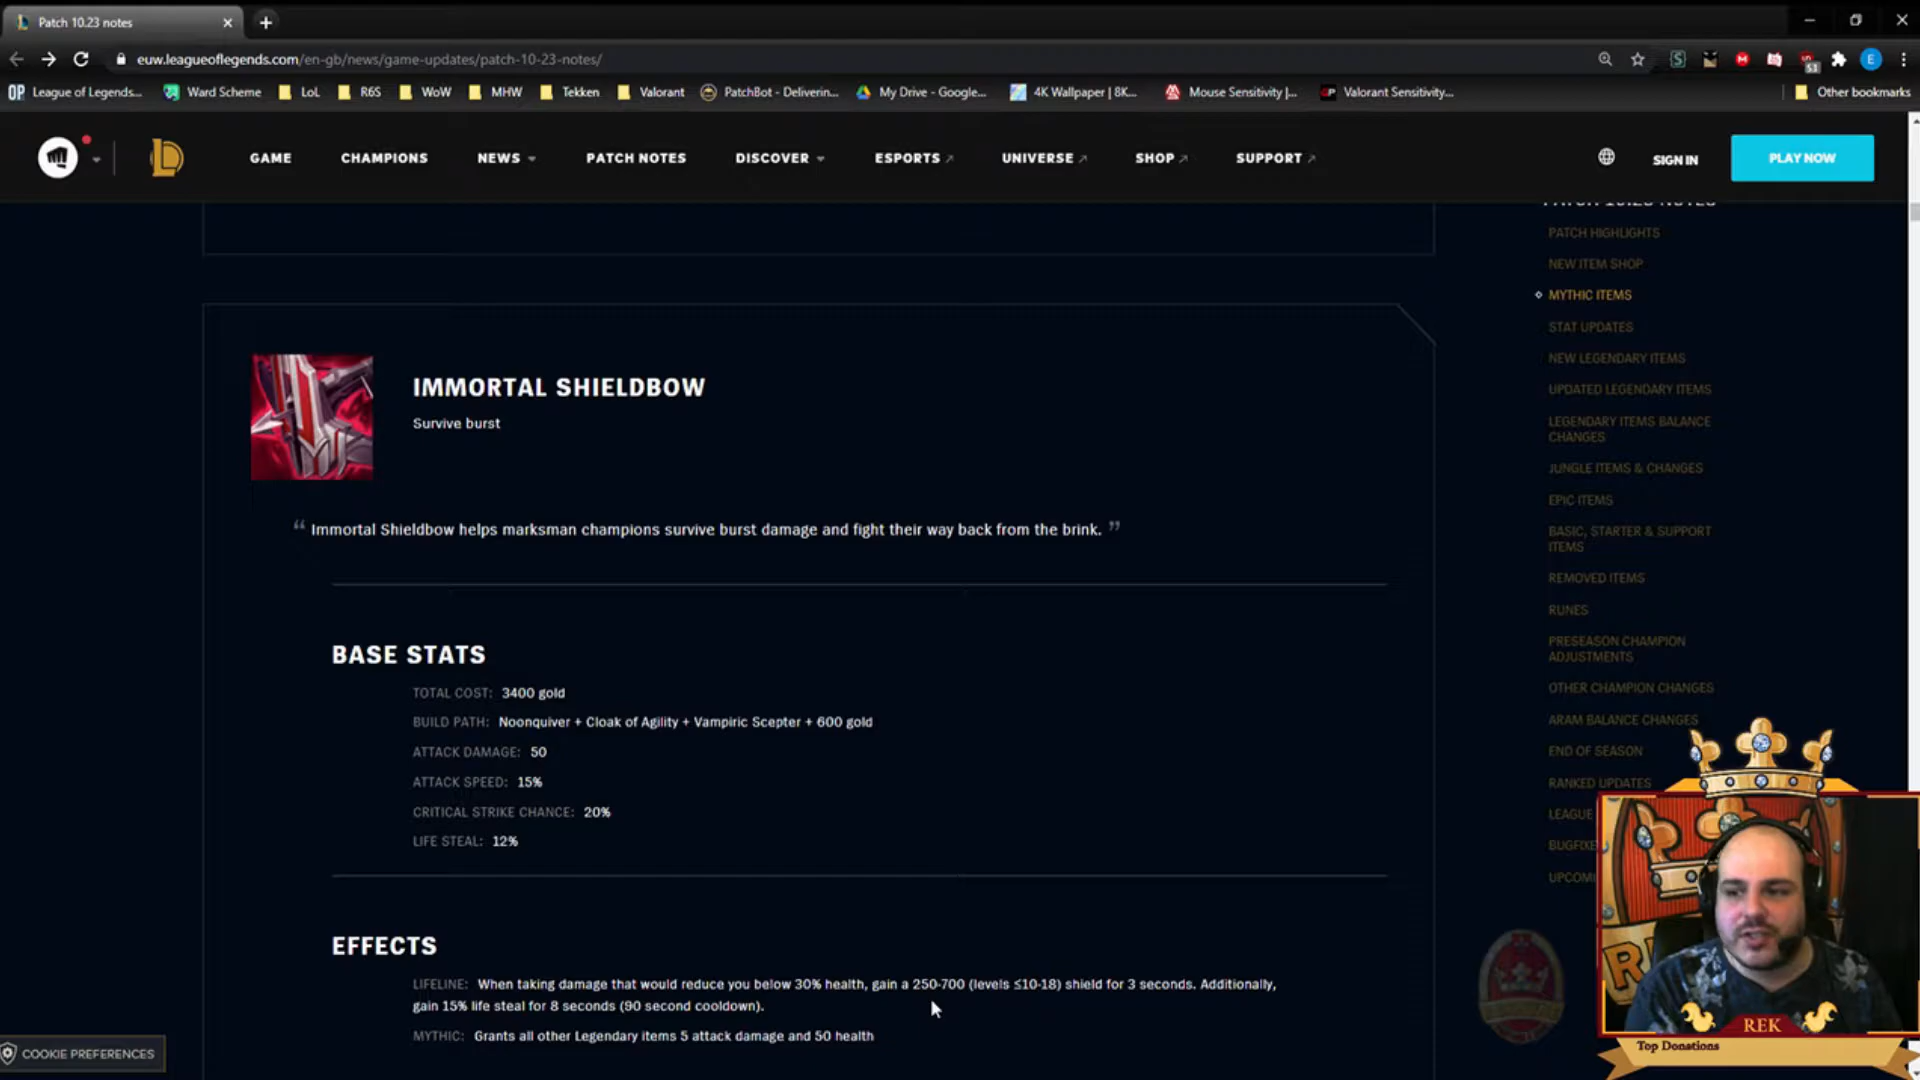 Patch 10.23 notes
euw.leagueoflegends.com/en-gb/news/game-updates/patch-10-23-notes/
League of Legends... Ward Scheme LoL R6S WoW MHW Tekken Valorant PatchBot - Deliverin... My Drive - Google... 4K Wallpaper | 8K... Mouse Sensitivity |... Valorant Sensitivity... Other bookmarks
GAME CHAMPIONS NEWS PATCH NOTES DISCOVER ESPORTS UNIVERSE SHOP SUPPORT SIGN IN PLAY NOW
PATCH 10.23 NOTES
PATCH HIGHLIGHTS
NEW ITEM SHOP
MYTHIC ITEMS
STAT UPDATES
NEW LEGENDARY ITEMS
UPDATED LEGENDARY ITEMS
LEGENDARY ITEMS BALANCE
CHANGES
JUNGLE ITEMS & CHANGES
EPIC ITEMS
BASIC, STARTER & SUPPORT
ITEMS
REMOVED ITEMS
RUNES
PRESEASON CHAMPION
ADJUSTMENTS
OTHER CHAMPION CHANGES
ARAM BALANCE CHANGES
END OF SEASON
RANKED UPDATES
LEAGUE
BUGFIXE
UPCOMI
IMMORTAL SHIELDBOW
Survive burst
“ Immortal Shieldbow helps marksman champions survive burst damage and fight their way back from the brink. ”
BASE STATS
TOTAL COST: 3400 gold
BUILD PATH: Noonquiver + Cloak of Agility + Vampiric Scepter + 600 gold
ATTACK DAMAGE: 50
ATTACK SPEED: 15%
CRITICAL STRIKE CHANCE: 20%
LIFE STEAL: 12%
EFFECTS
LIFELINE: When taking damage that would reduce you below 30% health, gain a 250-700 (levels ≤10-18) shield for 3 seconds. Additionally,
gain 15% life steal for 8 seconds (90 second cooldown).
MYTHIC: Grants all other Legendary items 5 attack damage and 50 health
COOKIE PREFERENCES
REK
Top Donations